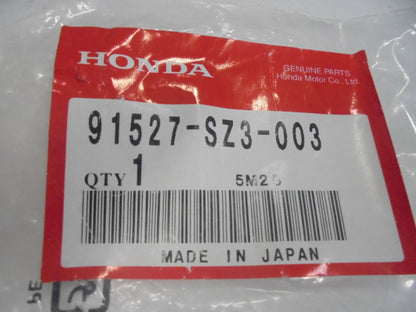 HONDA
GENUINE PARTS
Honda Motor Co., Ltd.
91527-SZ3-003
QTY 1
5M25
MADE IN JAPAN